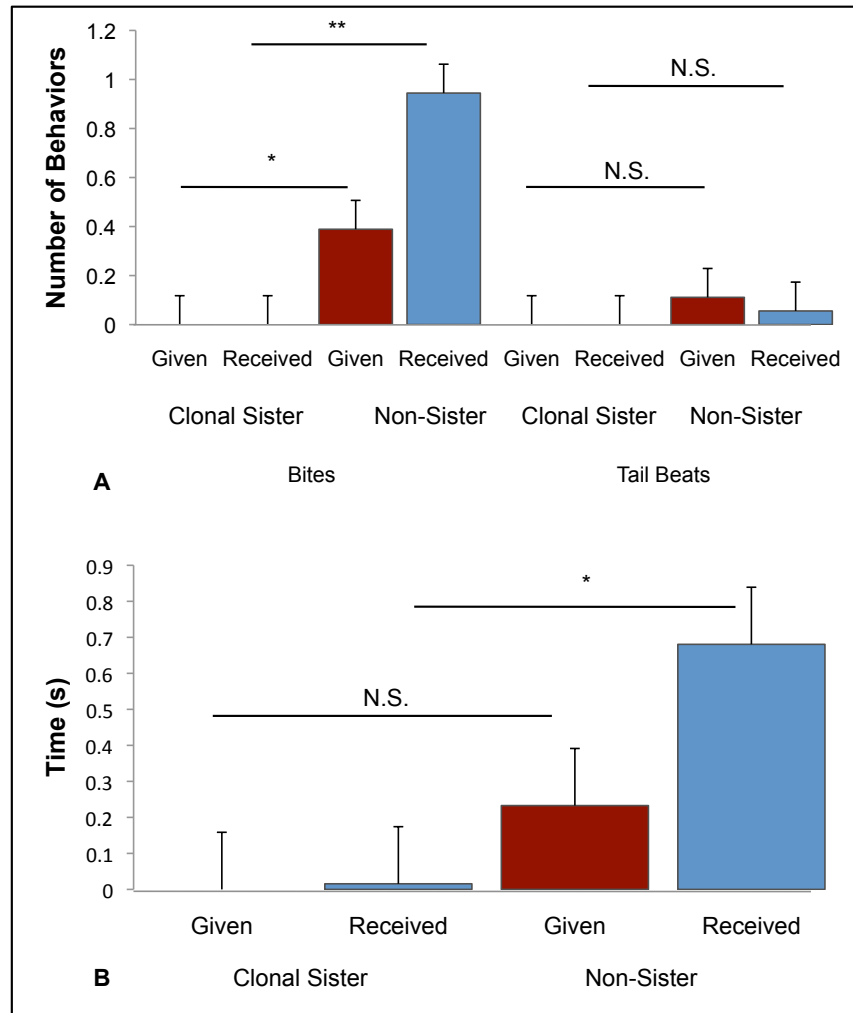 1.2
**
1
N.S.
0.8
*
N.S.
0.6
0.4
0.2
0
Number of Behaviors
Given Received Given Received Given Received Given Received
Clonal Sister Non-Sister Clonal Sister Non-Sister
A Bites Tail Beats
0.9
*
0.8
0.7
0.6
N.S.
0.5
0.4
0.3
0.2
0.1
0
Time (s)
Given Received Given Received
B Clonal Sister Non-Sister